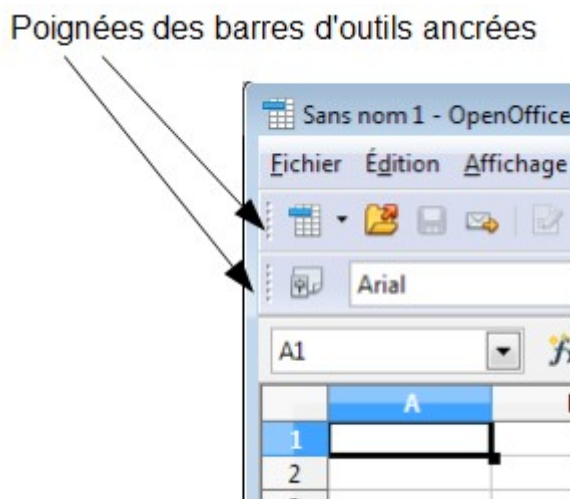 Poignées des barres d'outils ancrées
Sans nom 1 - OpenOffice
Fichier Édition Affichage
Arial
A1
A
1
2